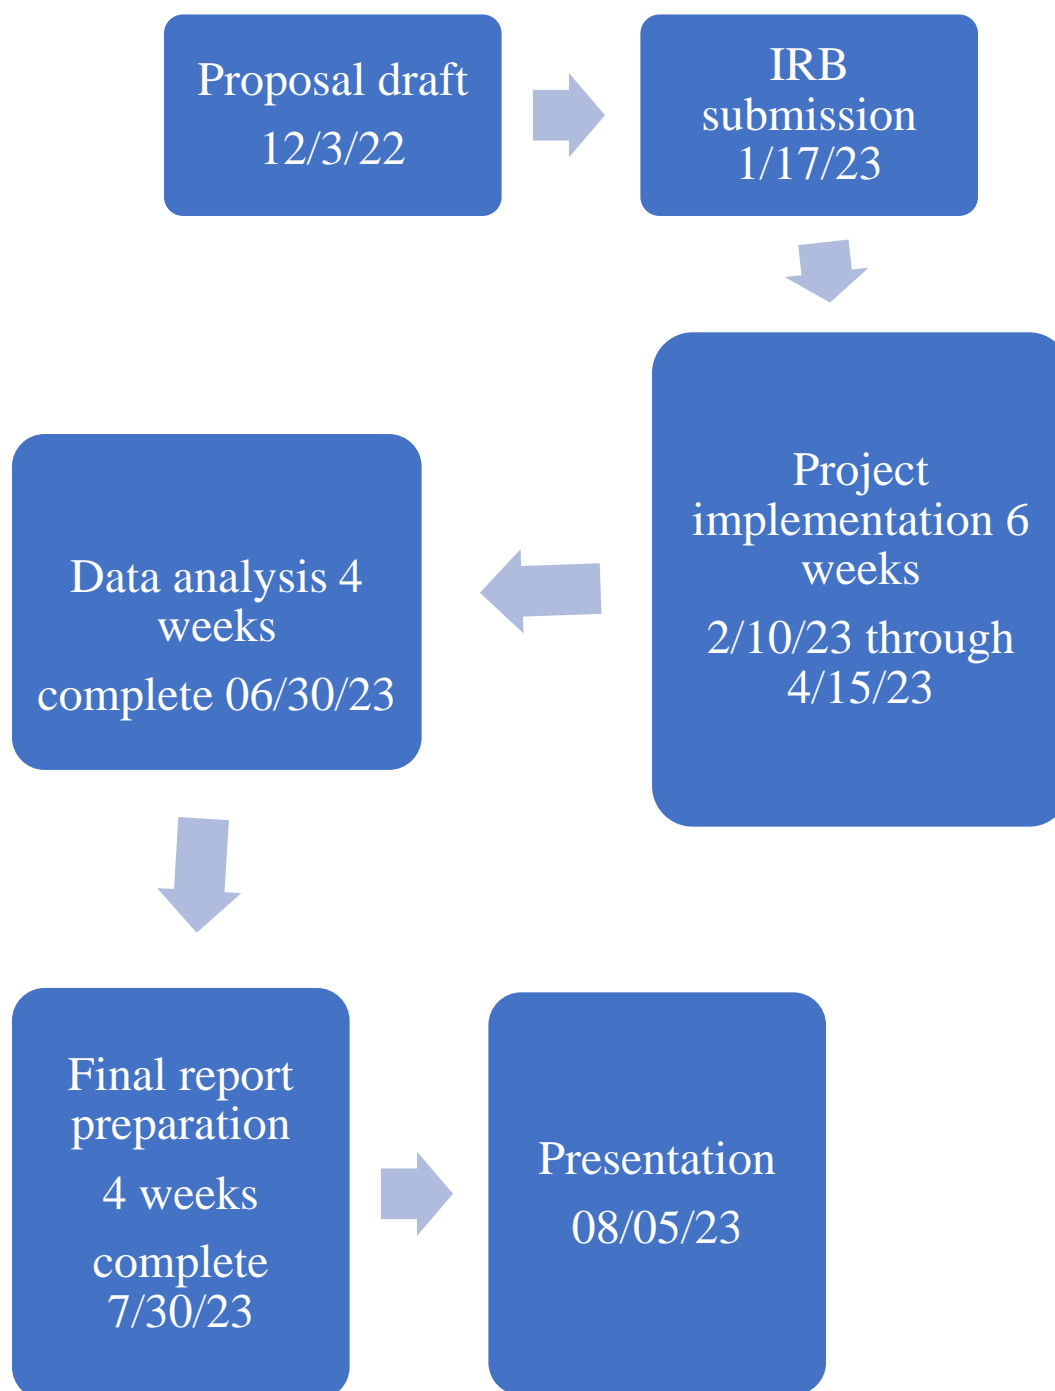 Proposal draft
12/3/22
IRB
submission
1/17/23
Project
implementation 6
weeks
2/10/23 through
4/15/23
Data analysis 4
weeks
complete 06/30/23
Final report
preparation
4 weeks
complete
7/30/23
Presentation
08/05/23